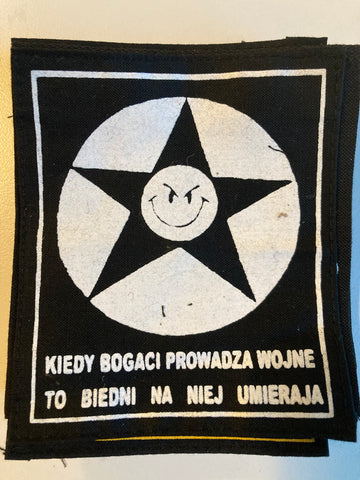 KIEDY BOGACI PROWADZA WOJNE
TO BIEDNI NA NIEJ UMIERAJA